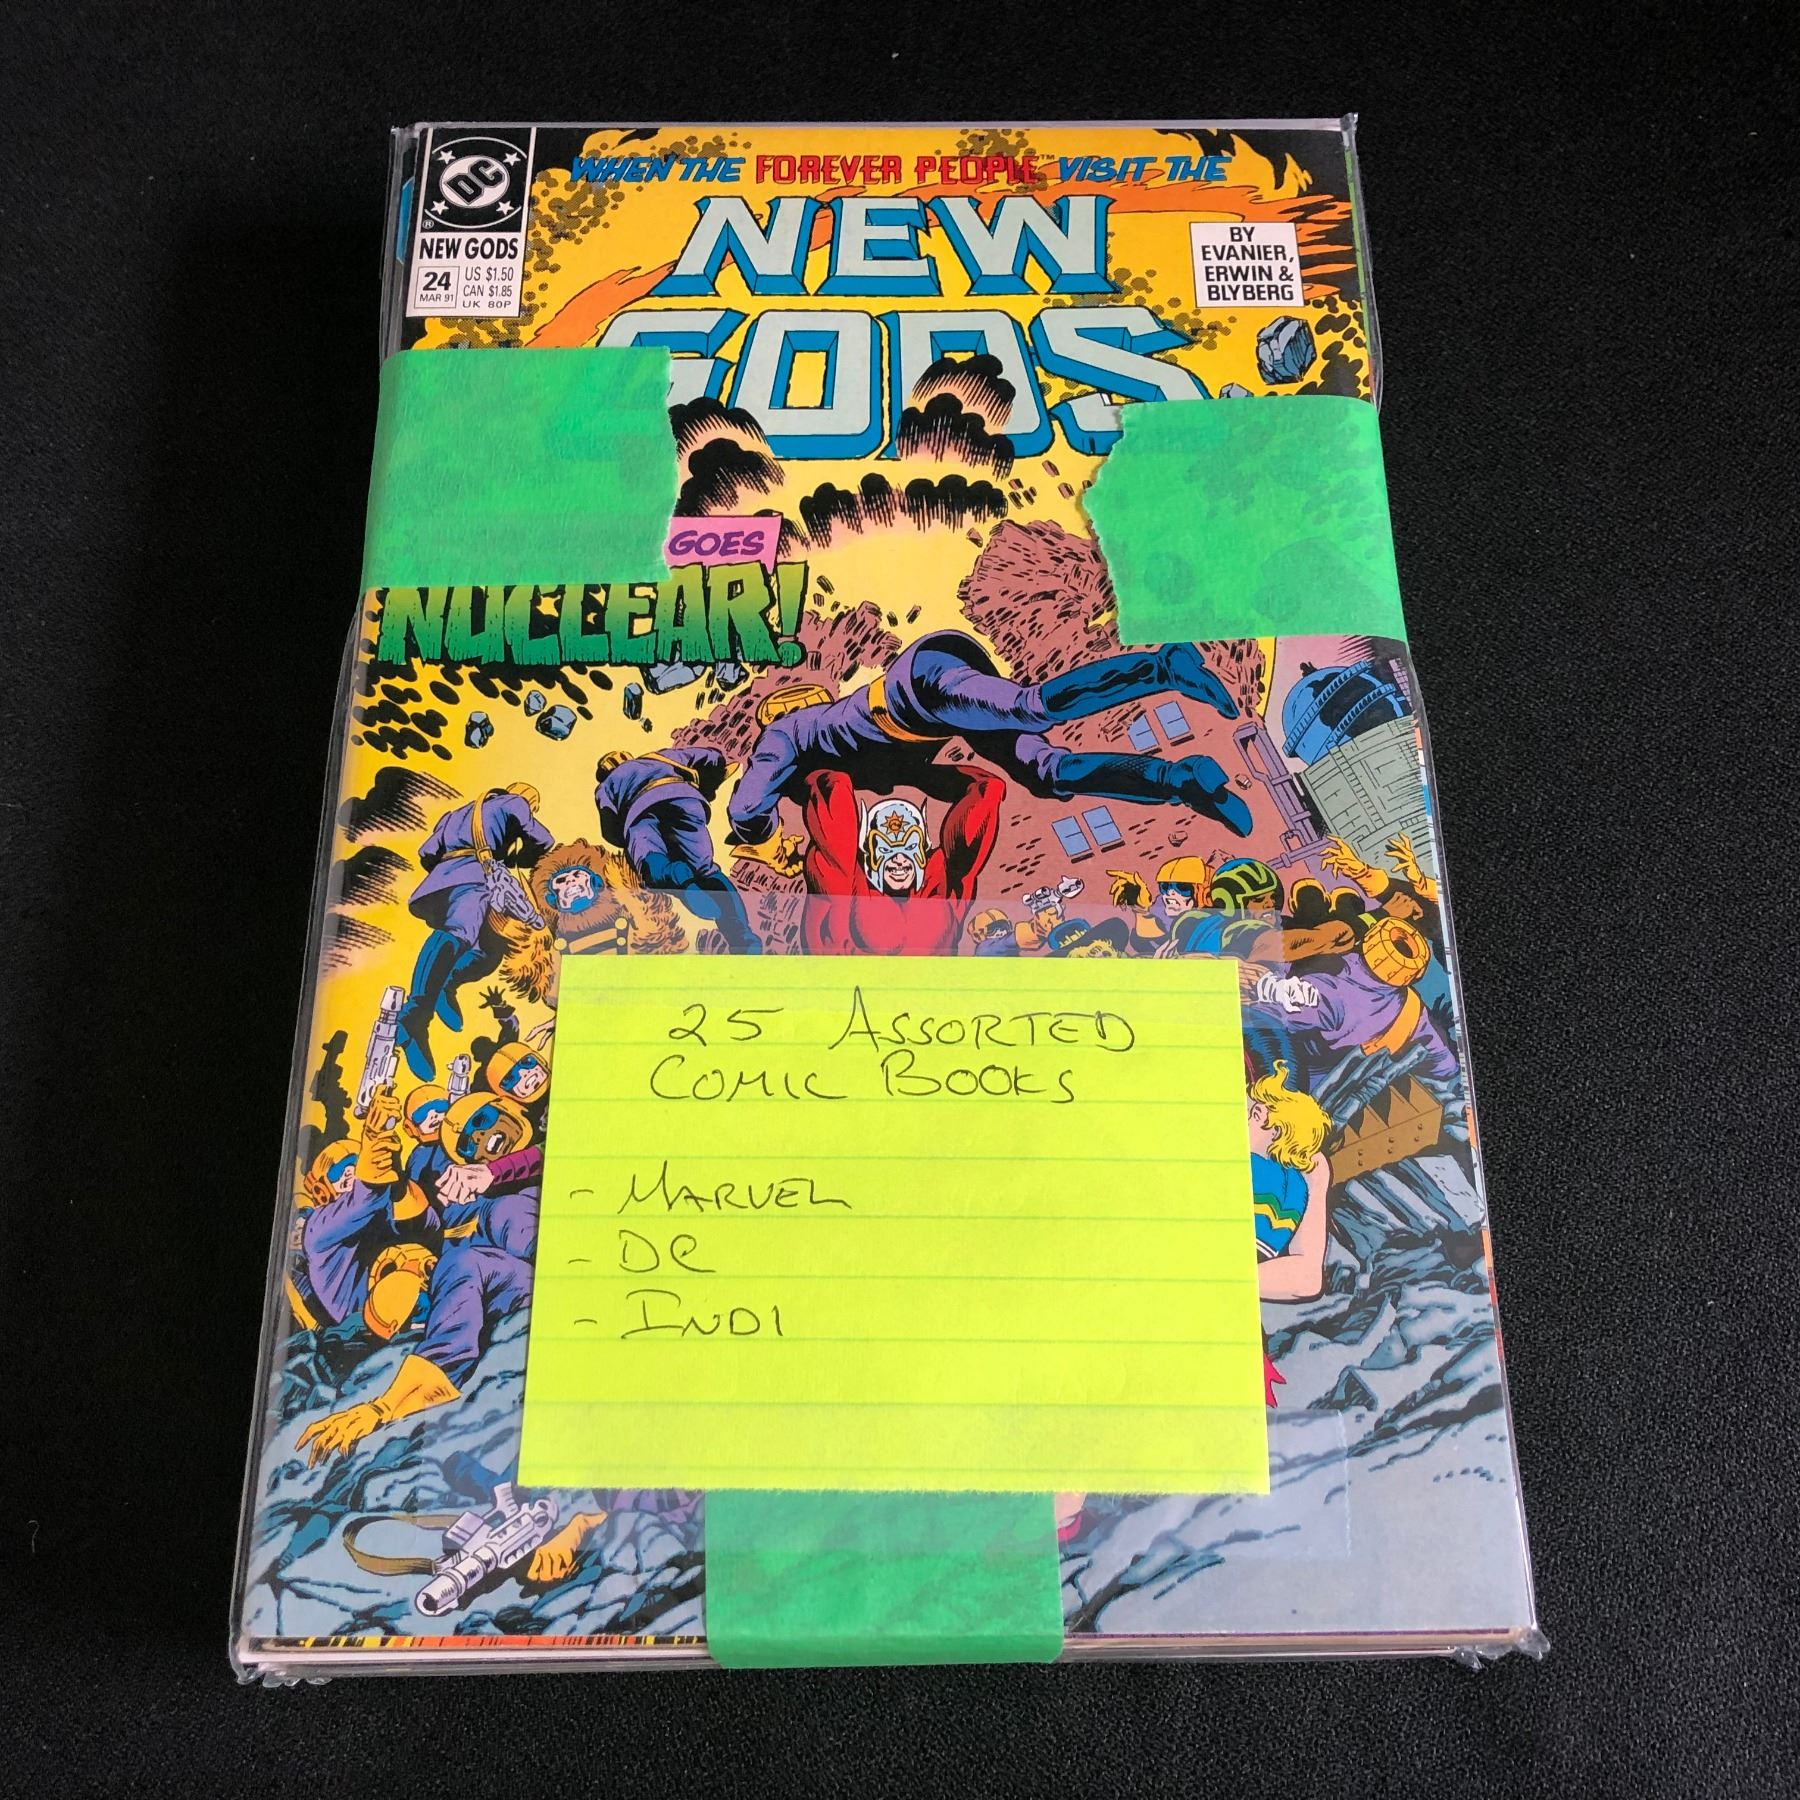 WHEN THE FOREVER PEOPLE™ VISIT THE
DC
®
NEW GODS
24
MAR 91
US $1.50
CAN $1.85
UK 80P
NEW
GODS
BY
EVANIER,
ERWIN &
BLYBERG
GOES
NUCLEAR!
25 ASSORTED
COMIC BOOKS
- MARVEL
- DC
- INDI